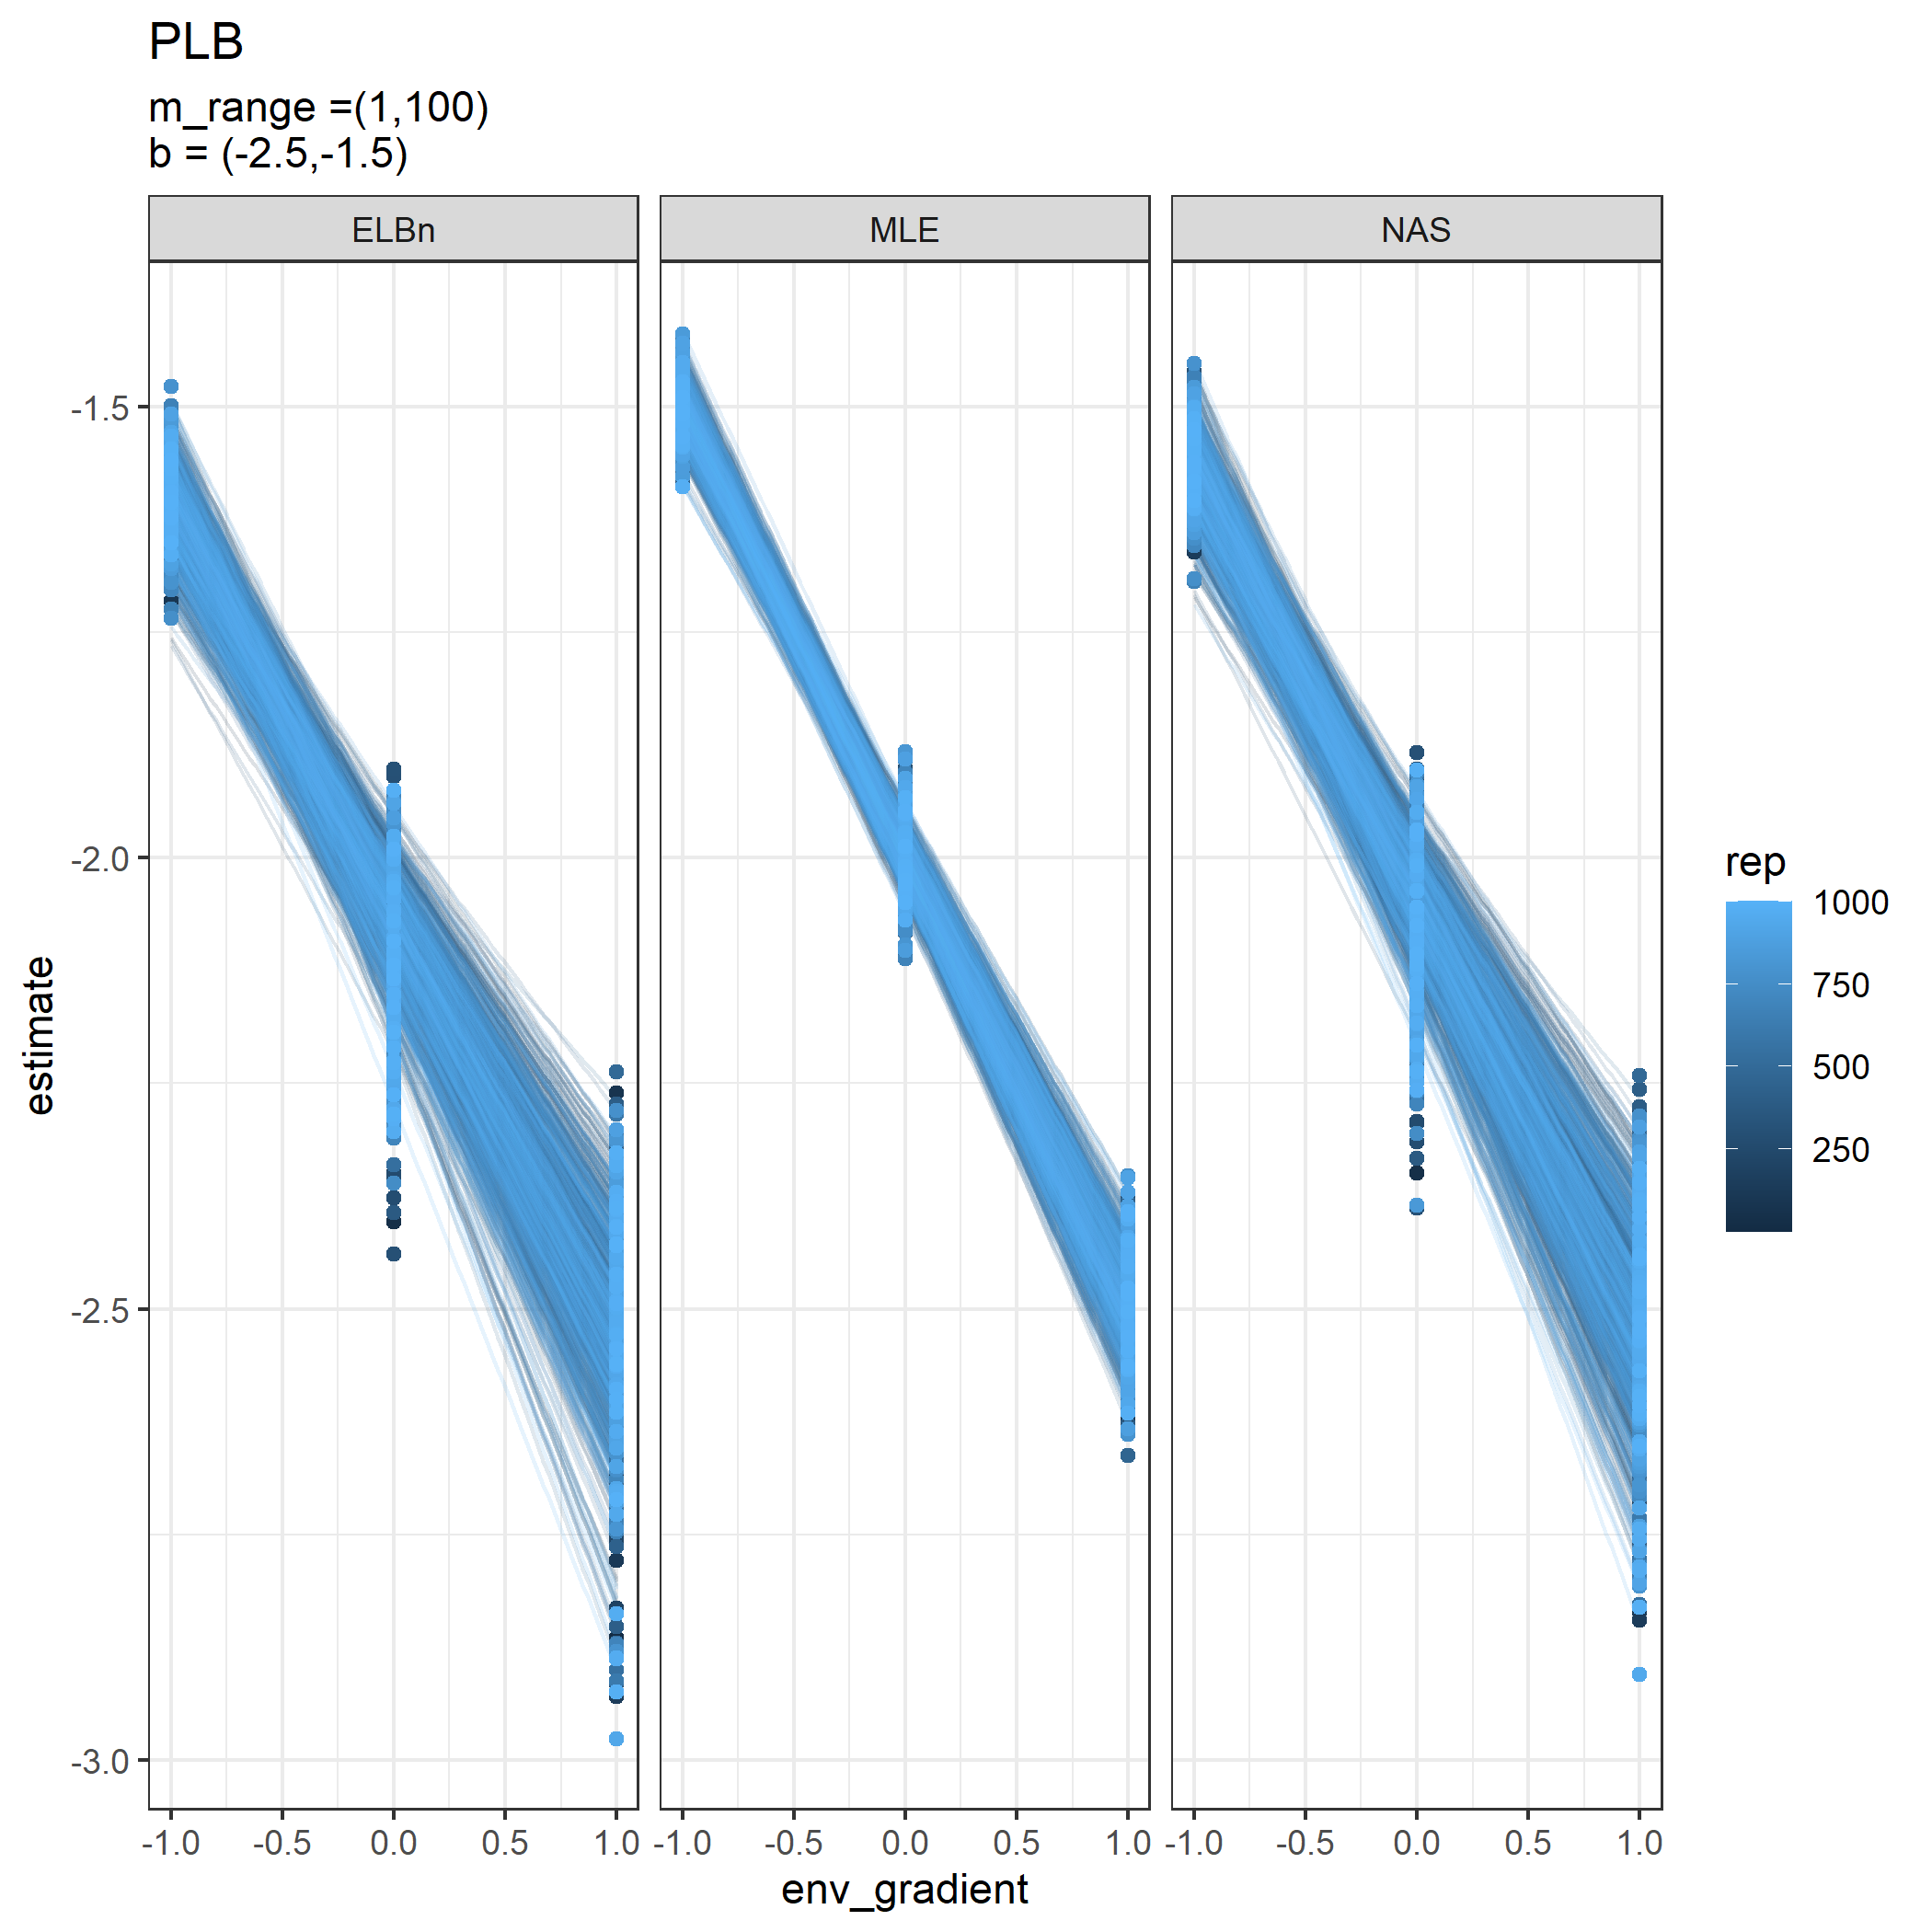 PLB
m_range =(1,100)
b = (-2.5,-1.5)
ELBn MLE NAS
-1.5
-2.0
-2.5
-3.0
estimate
-1.0 -0.5 0.0 0.5 1.0 -1.0 -0.5 0.0 0.5 1.0 -1.0 -0.5 0.0 0.5 1.0
env_gradient
rep
1000
750
500
250